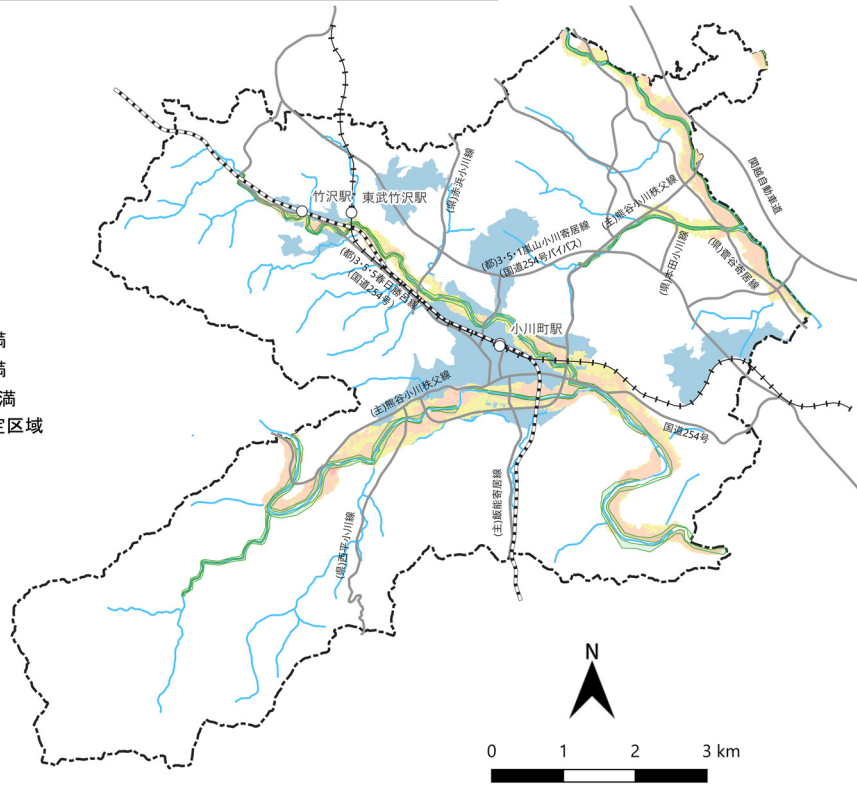 関越自動車道
(県)赤浜小川線
竹沢駅
東武竹沢駅
(主)熊谷小川秩父線
(都)3・5・1嵐山小川寄居線
(国道254号バイパス)
(県)本田小川線
(県)菅谷寄居線
(都)3・5・5春日勝呂線
(国道254号)
小川町駅
満
満
満
定区域
(主)熊谷小川秩父線
国道254号
(主)飯能寄居線
(県)西平小川線
N
0 1 2 3 km